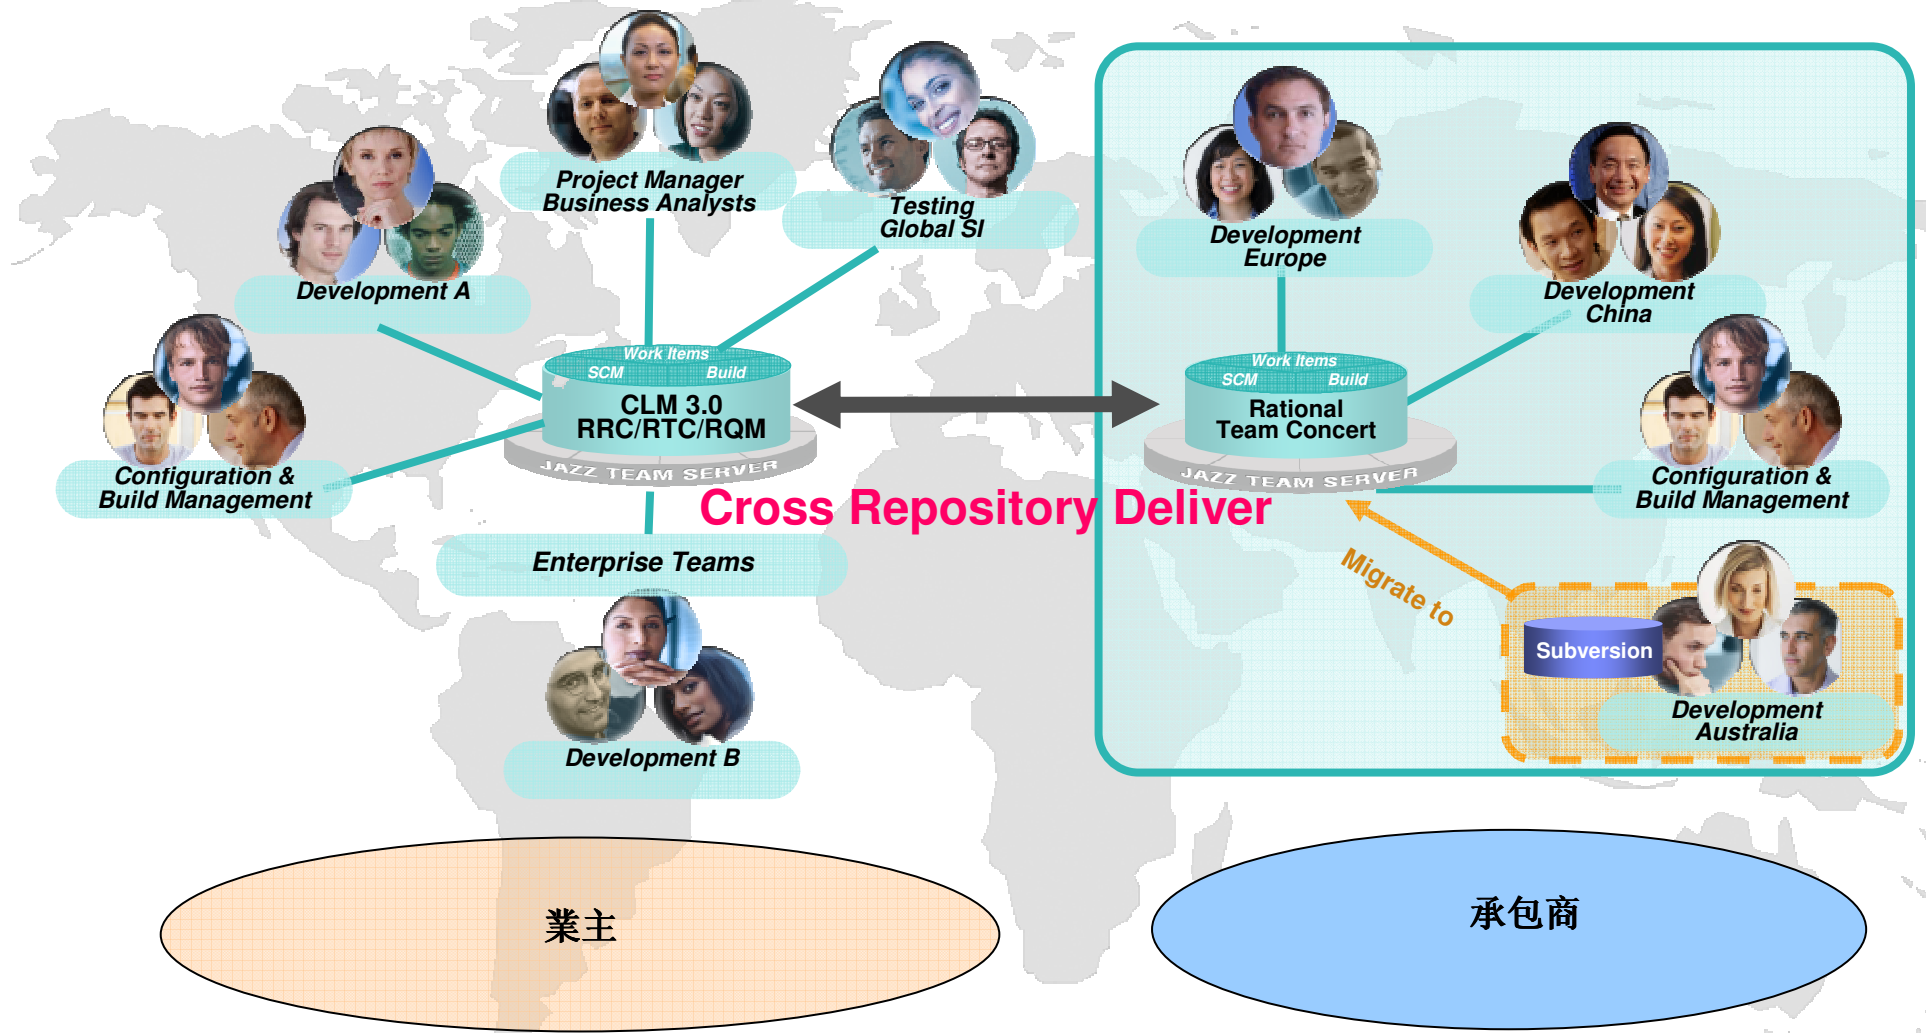 Project Manager
Business Analysts
Testing
Global SI
Development A
Configuration &
Build Management
Work Items
SCM
Build
CLM 3.0
RRC/RTC/RQM
JAZZ TEAM SERVER
Enterprise Teams
Development B
Cross Repository Deliver
Development
Europe
Development
China
Work Items
SCM
Build
Rational
Team Concert
JAZZ TEAM SERVER
Configuration &
Build Management
Migrate to
Subversion
Development
Australia
業主
承包商